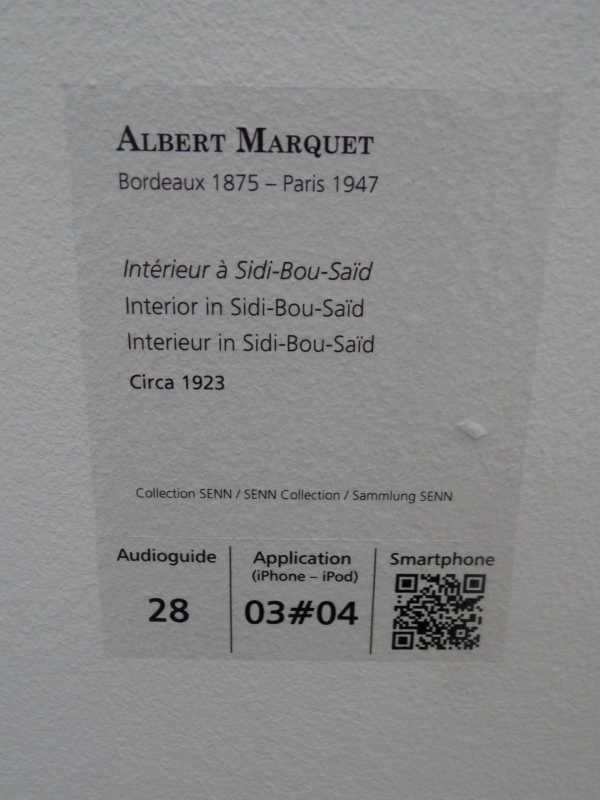 ALBERT MARQUET
Bordeaux 1875 – Paris 1947
Intérieur à Sidi-Bou-Saïd
Interior in Sidi-Bou-Saïd
Interieur in Sidi-Bou-Saïd
Circa 1923
Collection SENN / SENN Collection / Sammlung SENN
Audioguide
28
Application
(iPhone – iPod)
03#04
Smartphone